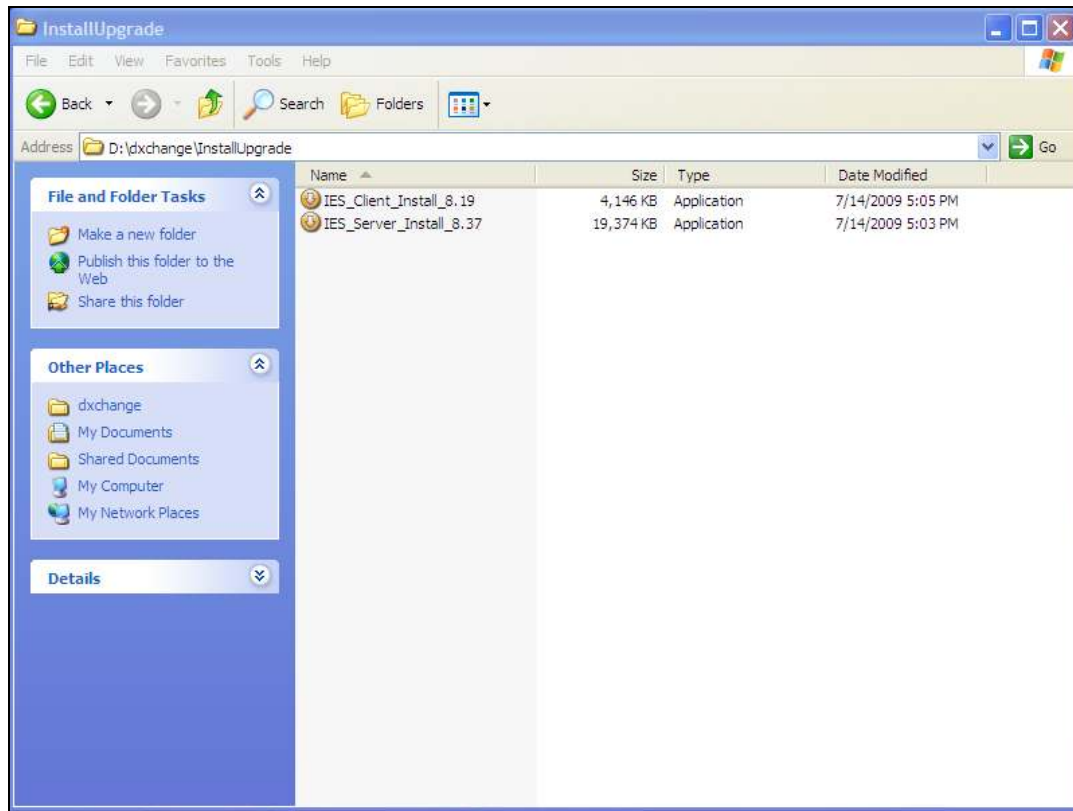 InstallUpgrade
File Edit View Favorites Tools Help
Back Search Folders
Address D:\dxchange\InstallUpgrade Go
Name Size Type Date Modified
IES_Client_Install_8.19 4,146 KB Application 7/14/2009 5:05 PM
IES_Server_Install_8.37 19,374 KB Application 7/14/2009 5:03 PM
File and Folder Tasks
Make a new folder
Publish this folder to the
Web
Share this folder
Other Places
dxchange
My Documents
Shared Documents
My Computer
My Network Places
Details